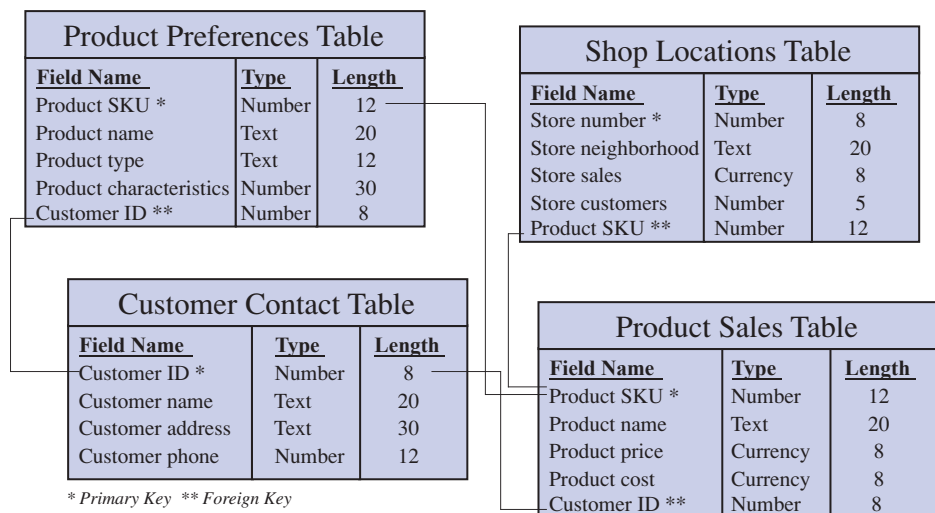 Product Preferences Table
Field Name Type Length
Product SKU * Number 12
Product name Text 20
Product type Text 12
Product characteristics Number 30
Customer ID ** Number 8
Shop Locations Table
Field Name Type Length
Store number * Number 8
Store neighborhood Text 20
Store sales Currency 8
Store customers Number 5
Product SKU ** Number 12
Customer Contact Table
Field Name Type Length
Customer ID * Number 8
Customer name Text 20
Customer address Text 30
Customer phone Number 12
Product Sales Table
Field Name Type Length
Product SKU * Number 12
Product name Text 20
Product price Currency 8
Product cost Currency 8
Customer ID ** Number 8
* Primary Key ** Foreign Key